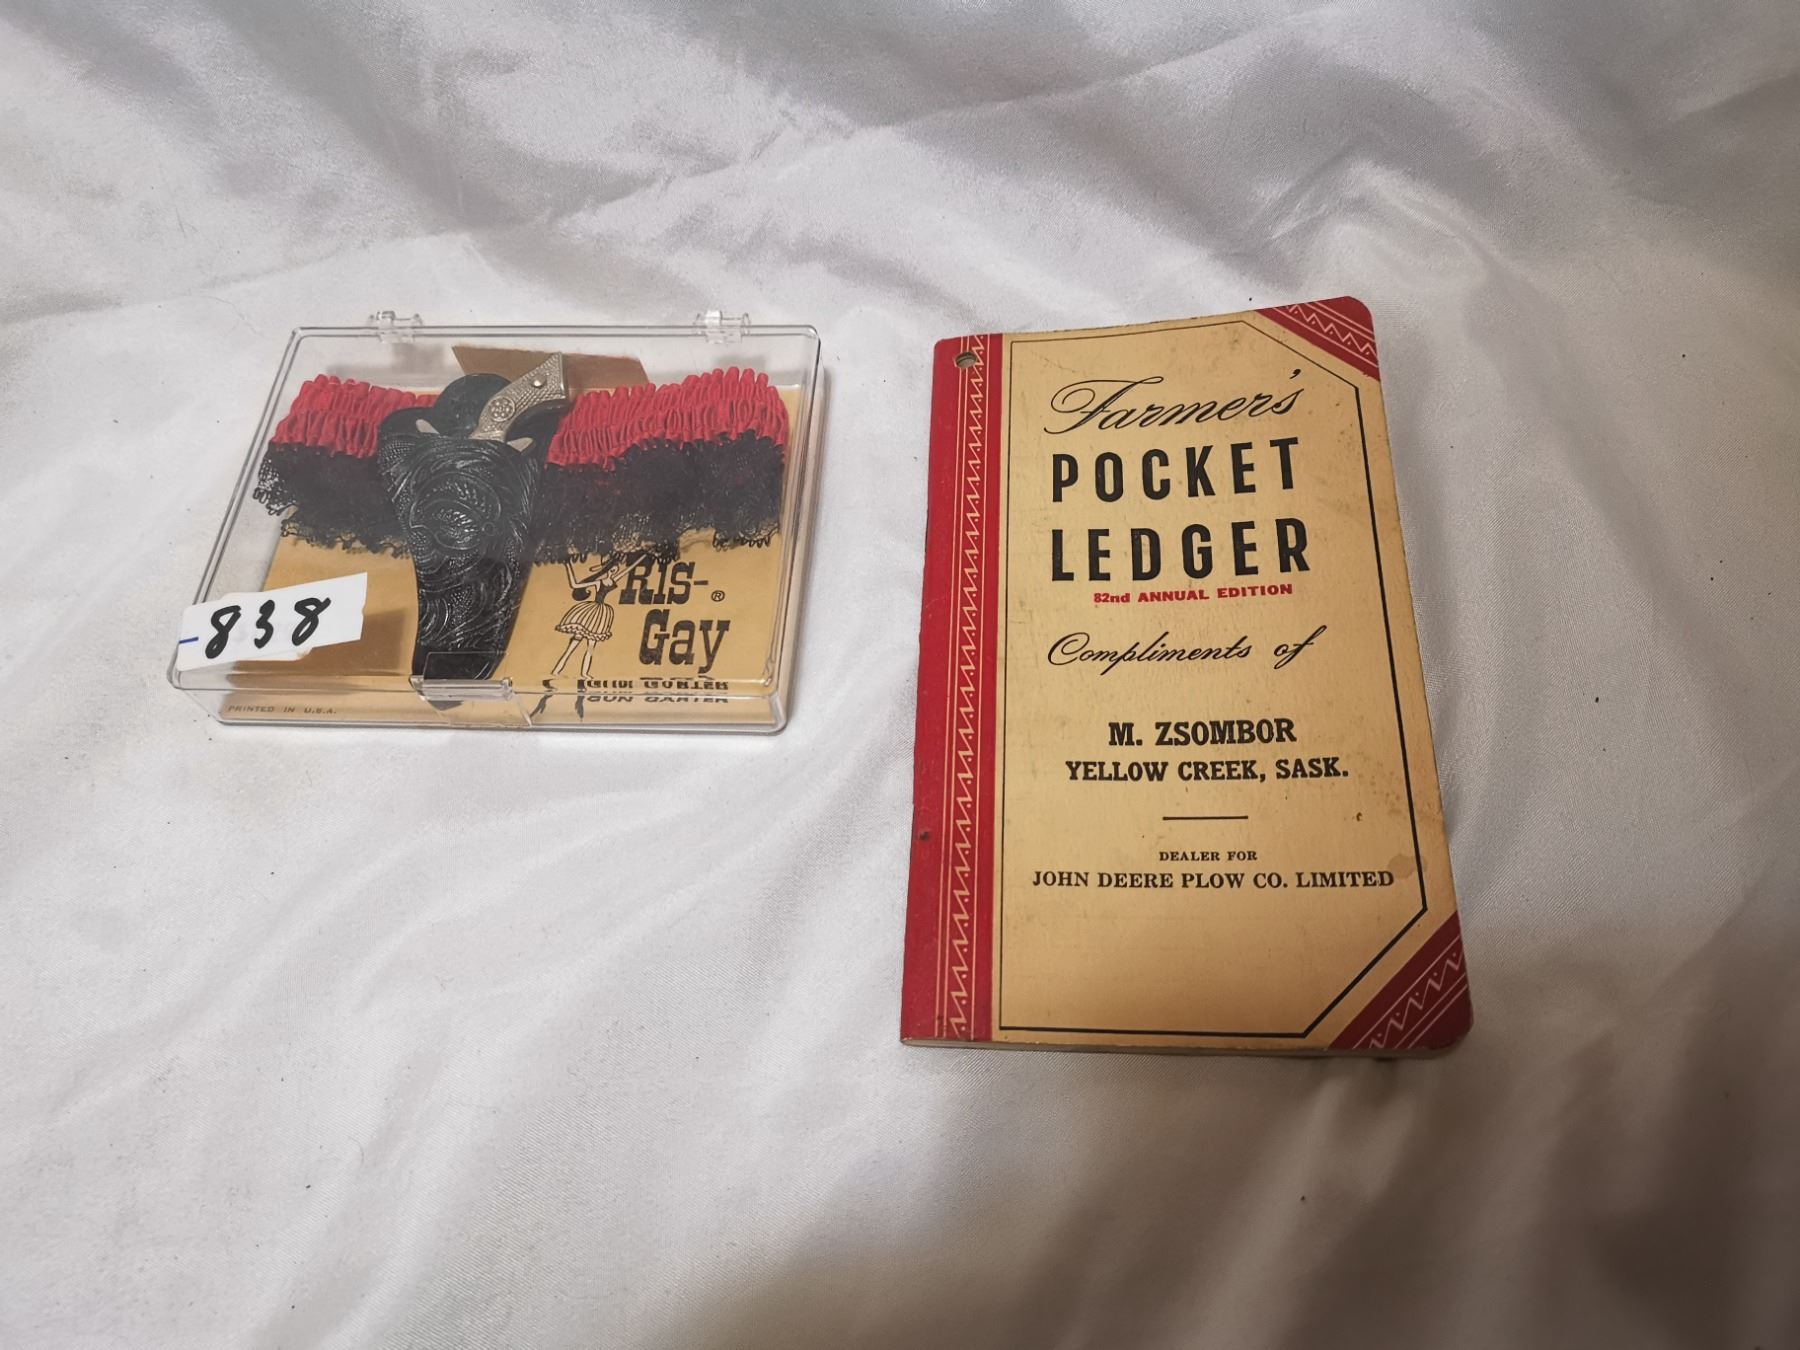 838
RIS-®
Gay
GUN GARTER
PRINTED IN U.S.A.
Farmer's
POCKET
LEDGER
82nd ANNUAL EDITION
Compliments of
M. ZSOMBOR
YELLOW CREEK, SASK.
DEALER FOR
JOHN DEERE PLOW CO. LIMITED